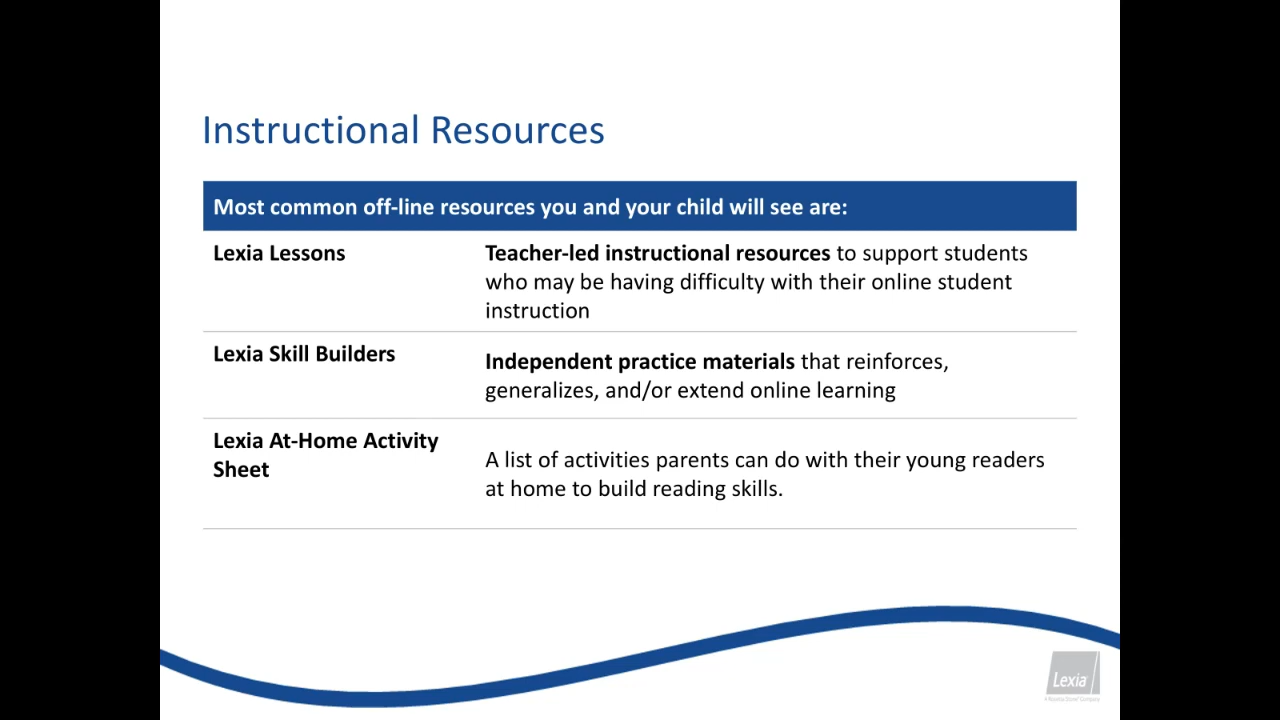 Instructional Resources
Most common off-line resources you and your child will see are:
Lexia Lessons
Teacher-led instructional resources to support students
who may be having difficulty with their online student
instruction
Lexia Skill Builders
Independent practice materials that reinforces,
generalizes, and/or extend online learning
Lexia At-Home Activity
Sheet
A list of activities parents can do with their young readers
at home to build reading skills.
Lexia